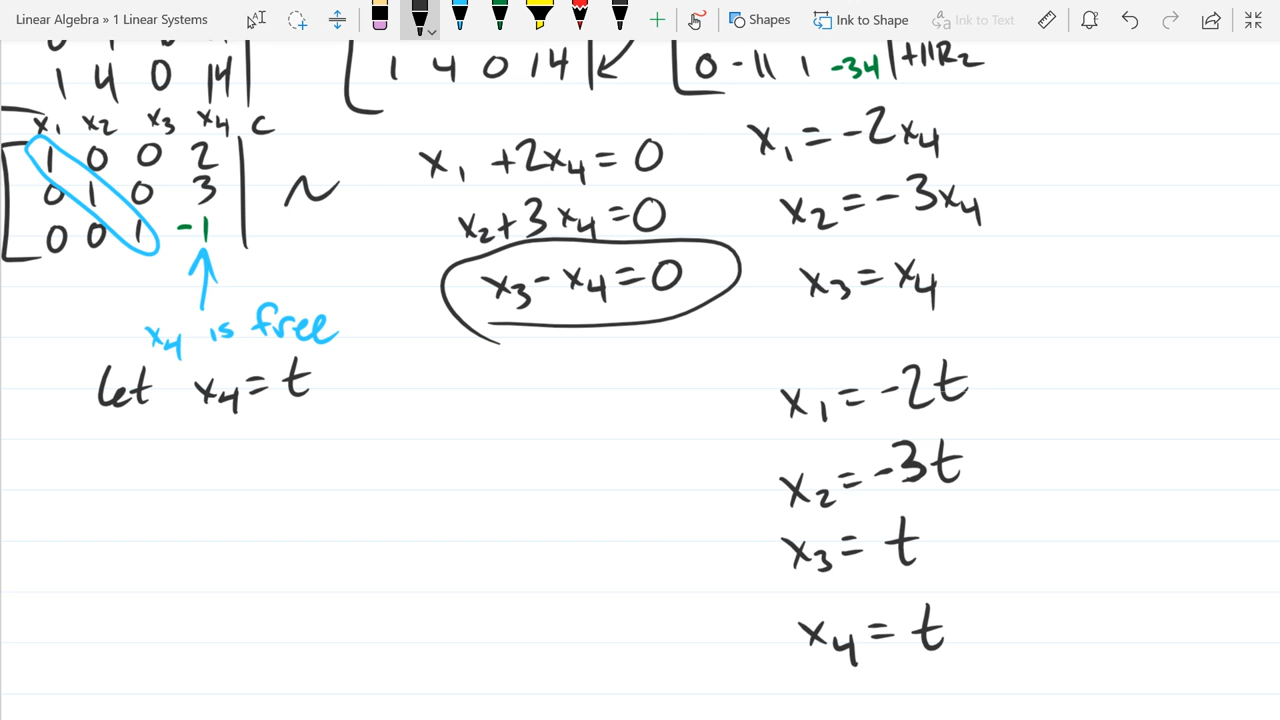 Linear Algebra » 1 Linear Systems
Shapes
Ink to Shape
Ink to Text
1 4 0 14
1 4 0 14
0 -11 1 -34 +11R₂
x₁ x₂ x₃ x₄ c
1 0 0 2
0 1 0 3
0 0 1 -1
~
x₁ +2x₄ = 0
x₂+3x₄ =0
x₃-x₄=0
x₁ = -2x₄
x₂ = -3x₄
x₃ = x₄
x₄ is free
let x₄ = t
x₁ = -2t
x₂ = -3t
x₃ = t
x₄ = t